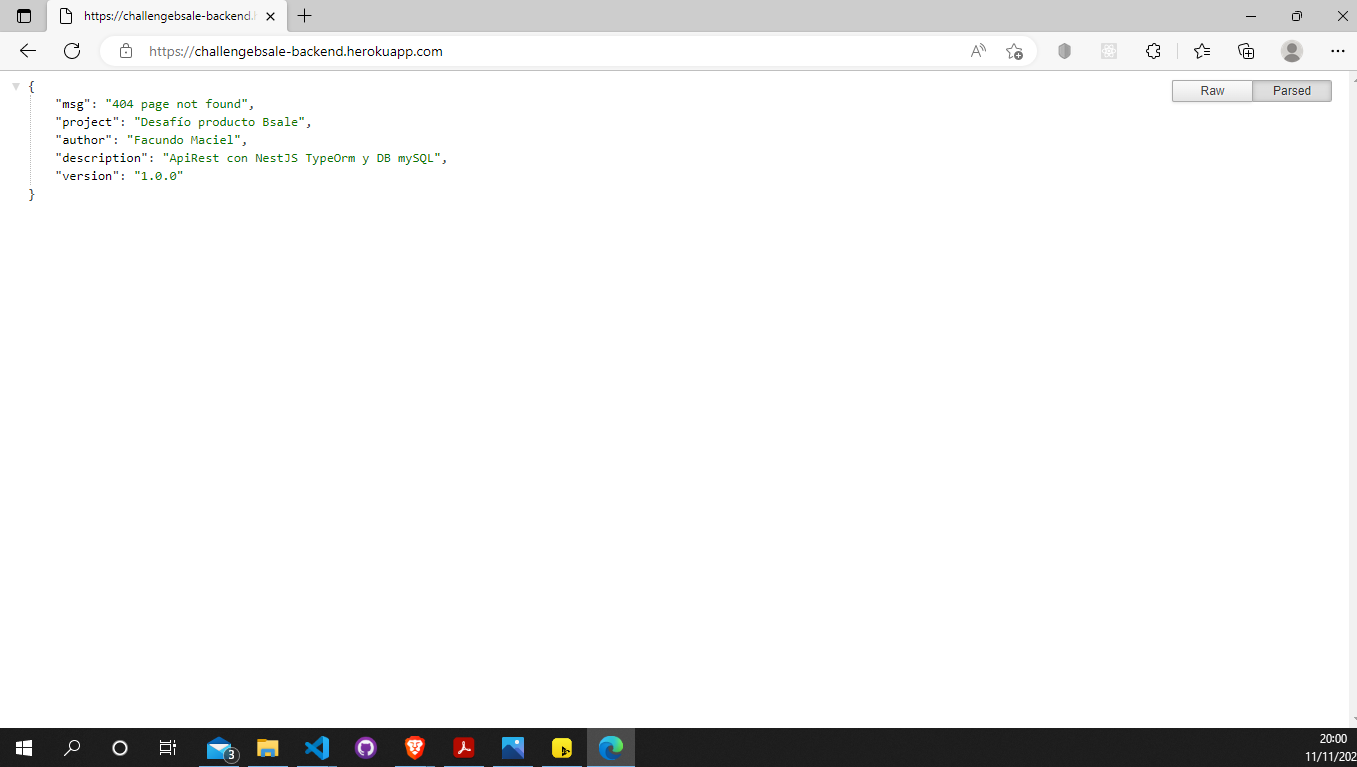 https://challengebsale-backend.h
https://challengebsale-backend.herokuapp.com
Raw
Parsed
{
"msg": "404 page not found",
"project": "Desafío producto Bsale",
"author": "Facundo Maciel",
"description": "ApiRest con NestJS TypeOrm y DB mySQL",
"version": "1.0.0"
}
3
20:00
11/11/202